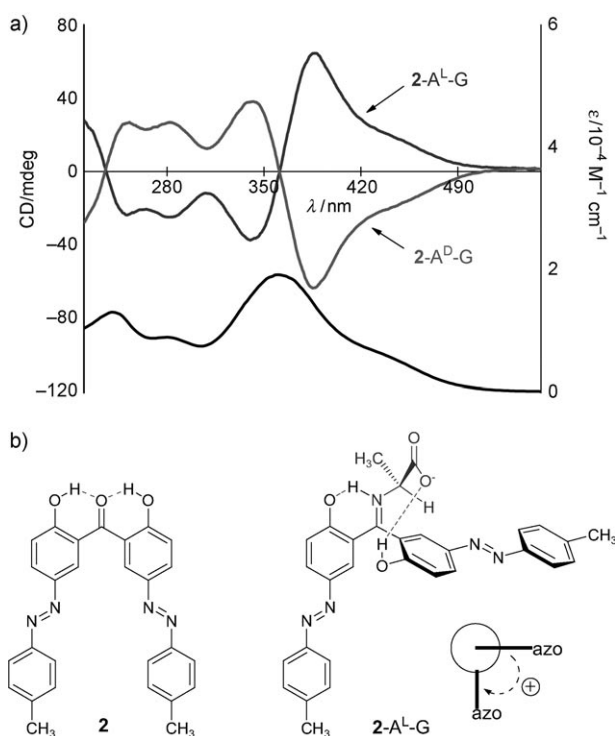 a)
80
40
0
−40
−80
−120
CD/mdeg
280
350
420
490
λ / nm
2-A^L-G
2-A^D-G
6
4
2
0
ε/10⁻⁴ M⁻¹ cm⁻¹
b)
O H O H O
N N N N
CH₃ CH₃
2
O
H₃C O⁻
O H N H
H
O N N CH₃
N N
CH₃
2-A^L-G
azo
+
azo